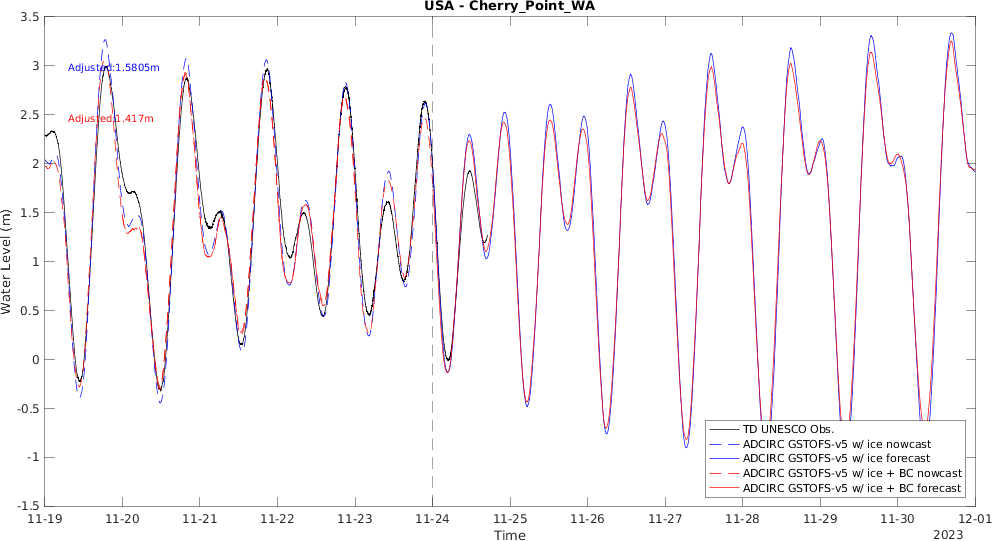 USA - Cherry_Point_WA
3.5
3
2.5
2
1.5
1
0.5
0
-0.5
-1
-1.5
Water Level (m)
Adjusted:1.5805m
Adjusted:1.417m
TD UNESCO Obs.
ADCIRC GSTOFS-v5 w/ ice nowcast
ADCIRC GSTOFS-v5 w/ ice forecast
ADCIRC GSTOFS-v5 w/ ice + BC nowcast
ADCIRC GSTOFS-v5 w/ ice + BC forecast
11-19 11-20 11-21 11-22 11-23 11-24 11-25 11-26 11-27 11-28 11-29 11-30 12-01
Time
2023